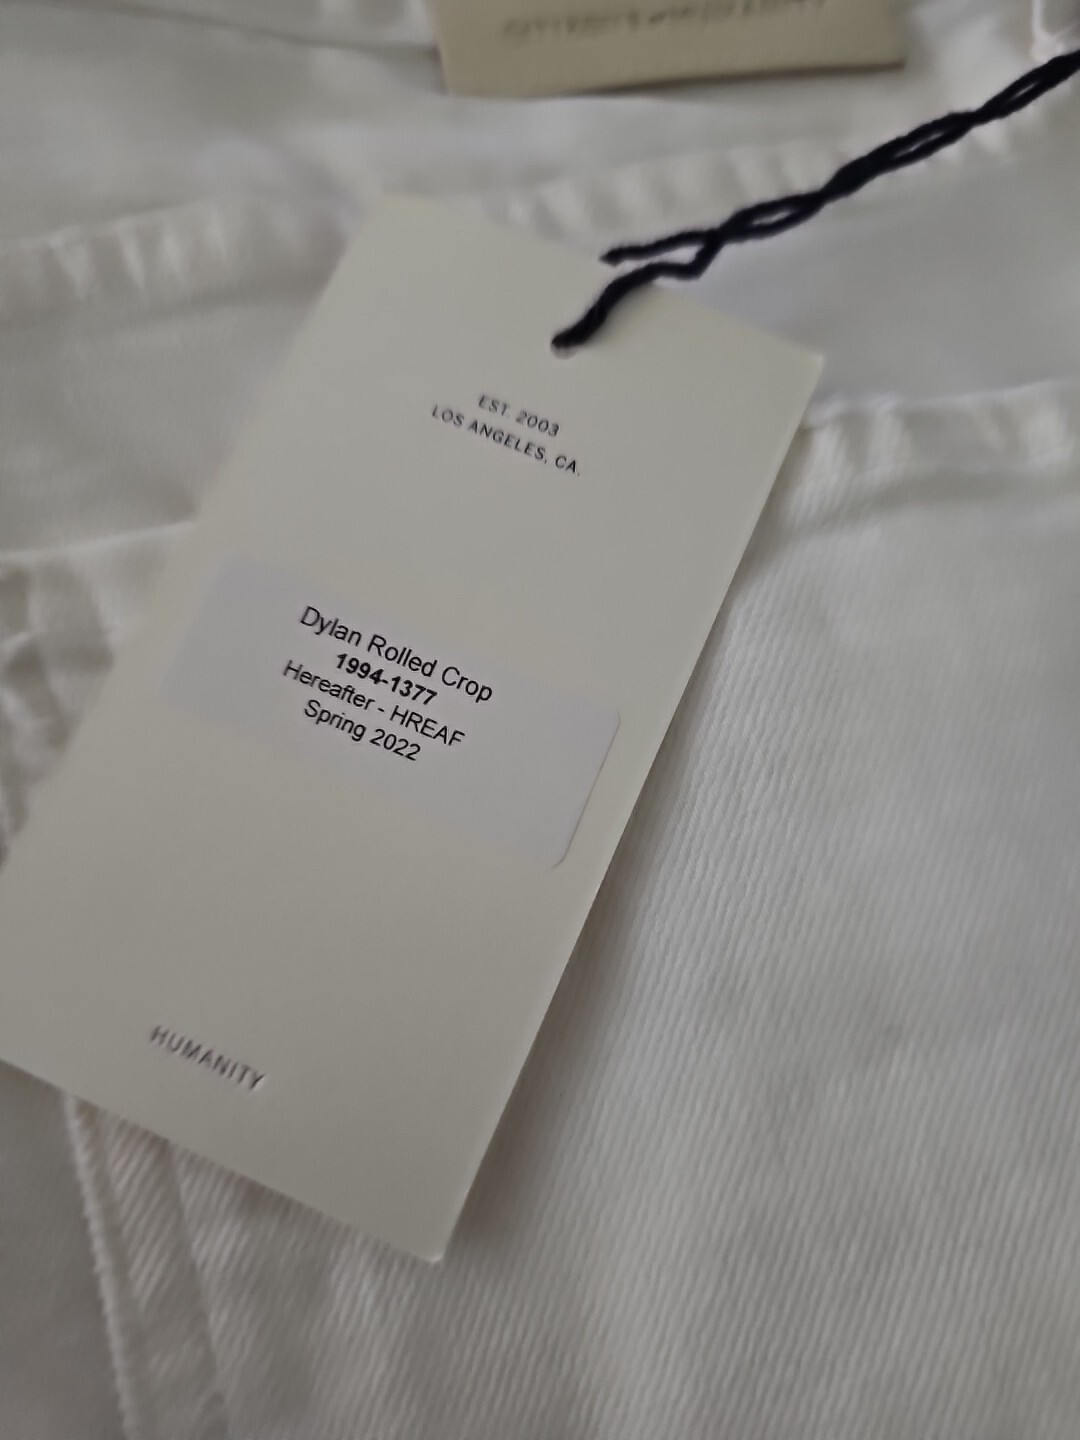 EST. 2003
LOS ANGELES, CA.
Dylan Rolled Crop
1994-1377
Hereafter - HREAF
Spring 2022
HUMANITY